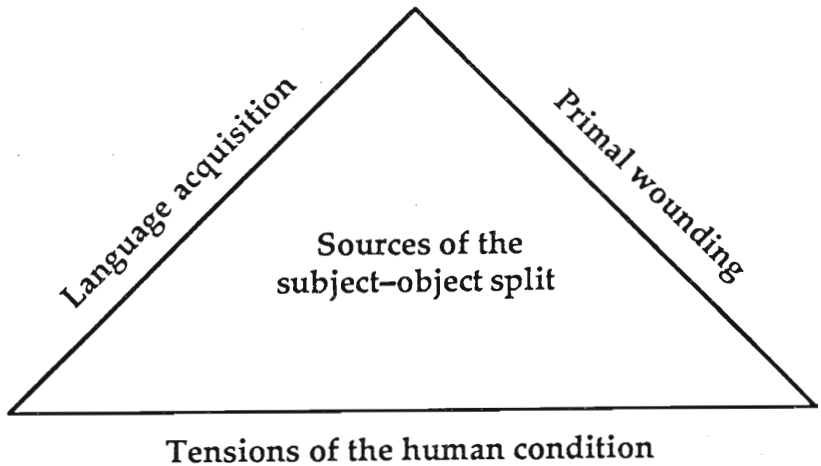 Language acquisition
Primal wounding
Sources of the
subject–object split
Tensions of the human condition